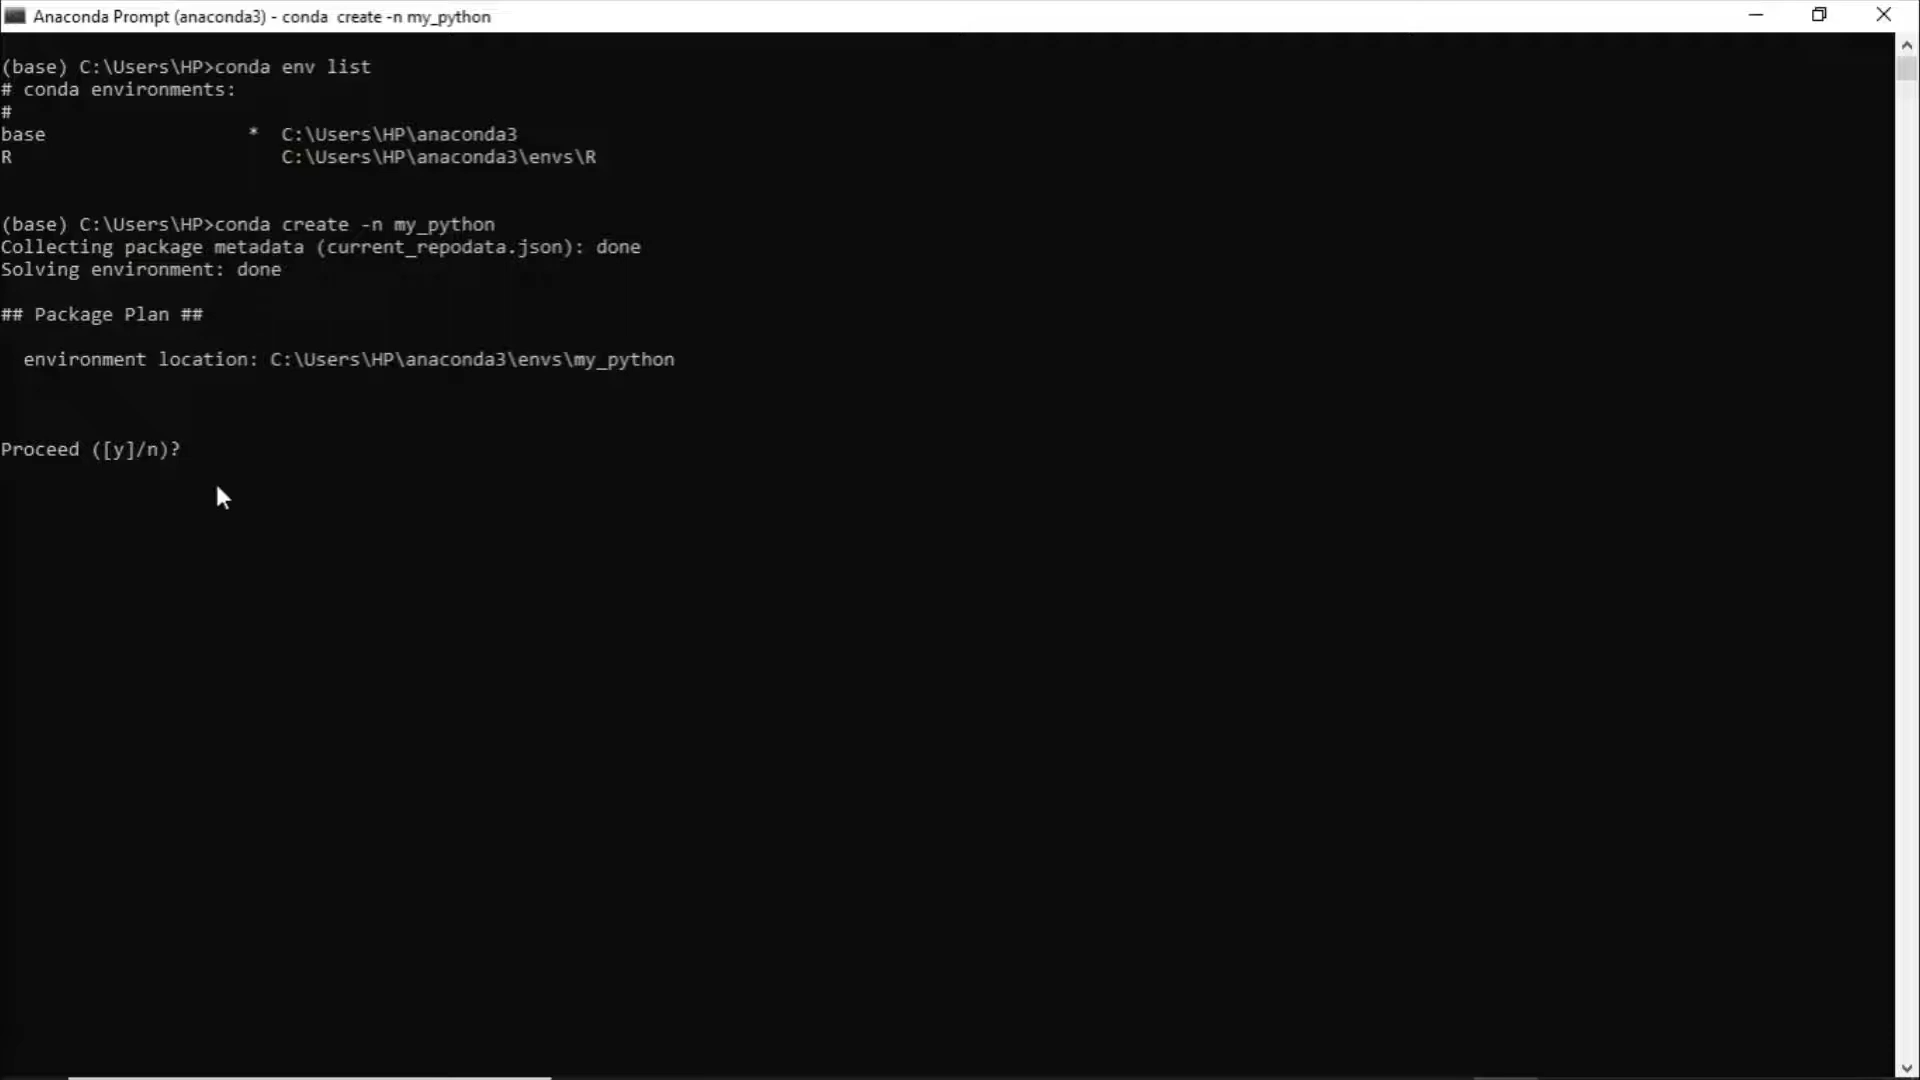 Anaconda Prompt (anaconda3) - conda  create -n my_python
(base) C:\Users\HP>conda env list
# conda environments:
#
base                  *  C:\Users\HP\anaconda3
R                        C:\Users\HP\anaconda3\envs\R
(base) C:\Users\HP>conda create -n my_python
Collecting package metadata (current_repodata.json): done
Solving environment: done
## Package Plan ##
  environment location: C:\Users\HP\anaconda3\envs\my_python
Proceed ([y]/n)?